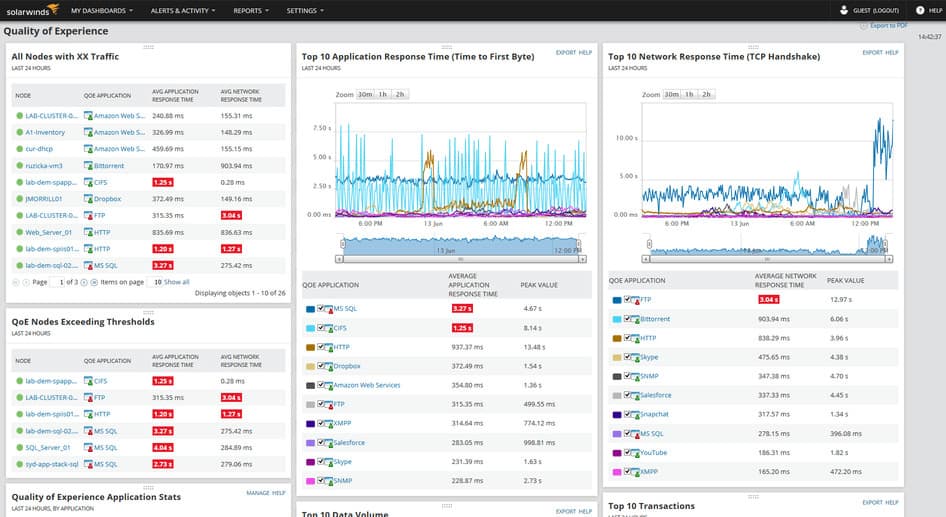 solarwinds MY DASHBOARDS ALERTS & ACTIVITY REPORTS SETTINGS GUEST (LOGOUT) ? HELP
Quality of Experience
Export to PDF
14:42:37
All Nodes with XX Traffic
LAST 24 HOURS
NODE QOE APPLICATION AVG APPLICATION RESPONSE TIME AVG NETWORK RESPONSE TIME
LAB-CLUSTER-0... Amazon Web S... 240.88 ms 155.31 ms
A1-Inventory Amazon Web S... 326.99 ms 148.29 ms
cur-dhcp Amazon Web S... 459.69 ms 155.15 ms
ruzicka-vm3 Bittorrent 170.97 ms 903.94 ms
lab-dem-spapp... CIFS 1.25 s 0.28 ms
JMORRILL01 Dropbox 372.49 ms 149.16 ms
LAB-CLUSTER-0... FTP 315.35 ms 3.04 s
Web_Server_01 HTTP 835.69 ms 836.63 ms
lab-dem-spiis01... HTTP 1.20 s 1.27 s
lab-dem-sql-02.... MS SQL 3.27 s 275.42 ms
Page 1 of 3 Items on page 10 Show all
Displaying objects 1 - 10 of 26
QoE Nodes Exceeding Thresholds
LAST 24 HOURS
NODE QOE APPLICATION AVG APPLICATION RESPONSE TIME AVG NETWORK RESPONSE TIME
lab-dem-spapp... CIFS 1.25 s 0.28 ms
LAB-CLUSTER-0... FTP 315.35 ms 3.04 s
lab-dem-spiis01... HTTP 1.20 s 1.27 s
lab-dem-sql-02.... MS SQL 3.27 s 275.42 ms
SQL_Server_01 MS SQL 4.04 s 284.89 ms
syd-app-stack-sql MS SQL 2.73 s 279.06 ms
Quality of Experience Application Stats MANAGE HELP
LAST 24 HOURS, BY APPLICATION
Top 10 Application Response Time (Time to First Byte) EXPORT HELP
LAST 24 HOURS
Zoom 30m 1h 2h
7.50 s
5.00 s
2.50 s
0.00 ms
6:00 PM 13 Jun 6:00 AM 12:00 PM
13 Jun 12:00 PM
QOE APPLICATION AVERAGE APPLICATION RESPONSE TIME PEAK VALUE
MS SQL 3.27 s 4.67 s
CIFS 1.25 s 8.14 s
HTTP 937.37 ms 13.48 s
Dropbox 372.49 ms 1.54 s
Amazon Web Services 354.80 ms 1.36 s
FTP 315.35 ms 499.55 ms
XMPP 314.64 ms 774.12 ms
Salesforce 283.05 ms 998.81 ms
Skype 231.39 ms 1.63 s
SNMP 228.87 ms 2.73 s
Top 10 Data Volume EXPORT HELP
Top 10 Network Response Time (TCP Handshake) EXPORT HELP
LAST 24 HOURS
Zoom 30m 1h 2h
10.00 s
5.00 s
0.00 ms
6:00 PM 13 Jun 6:00 AM 12:00 PM
13 Jun 12:00 PM
QOE APPLICATION AVERAGE NETWORK RESPONSE TIME PEAK VALUE
FTP 3.04 s 12.97 s
Bittorrent 903.94 ms 6.06 s
HTTP 838.29 ms 3.96 s
Skype 475.65 ms 4.38 s
SNMP 347.38 ms 4.70 s
Salesforce 337.33 ms 4.45 s
Snapchat 317.57 ms 1.34 s
MS SQL 278.15 ms 396.08 ms
YouTube 186.31 ms 1.82 s
XMPP 165.20 ms 472.20 ms
Top 10 Transactions EXPORT HELP